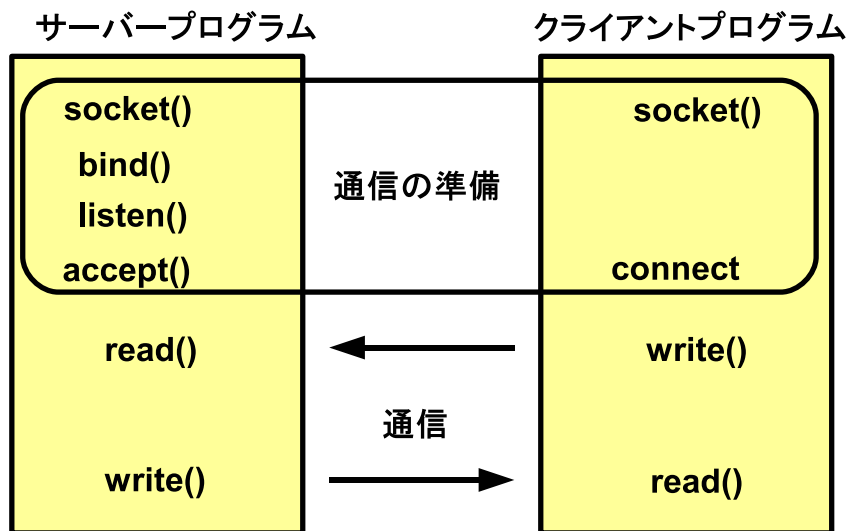 サーバープログラム
クライアントプログラム
socket()
socket()
bind()
通信の準備
listen()
accept()
connect
read()
write()
通信
write()
read()